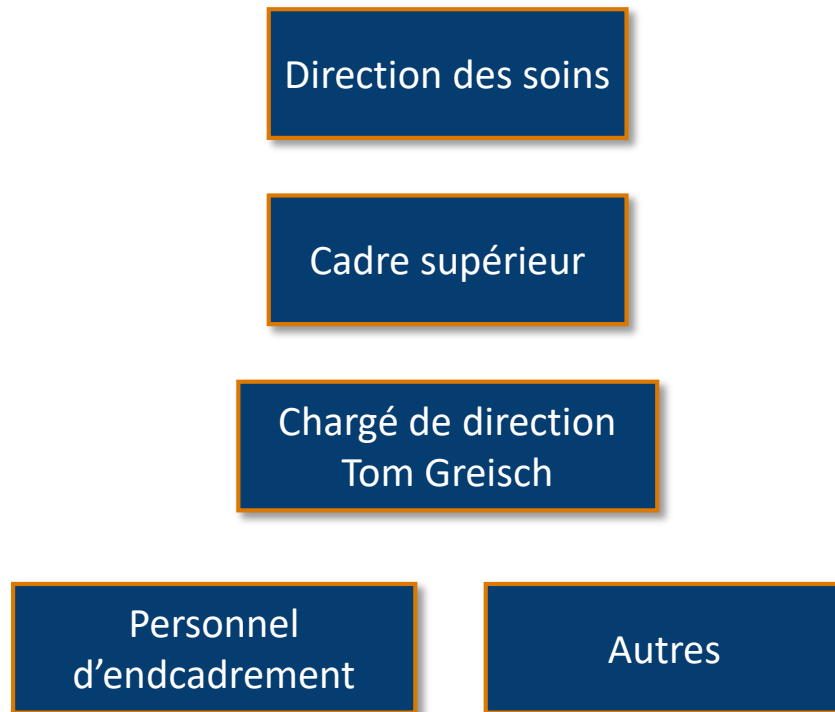 Direction des soins
Cadre supérieur
Chargé de direction
Tom Greisch
Personnel
d’endcadrement
Autres